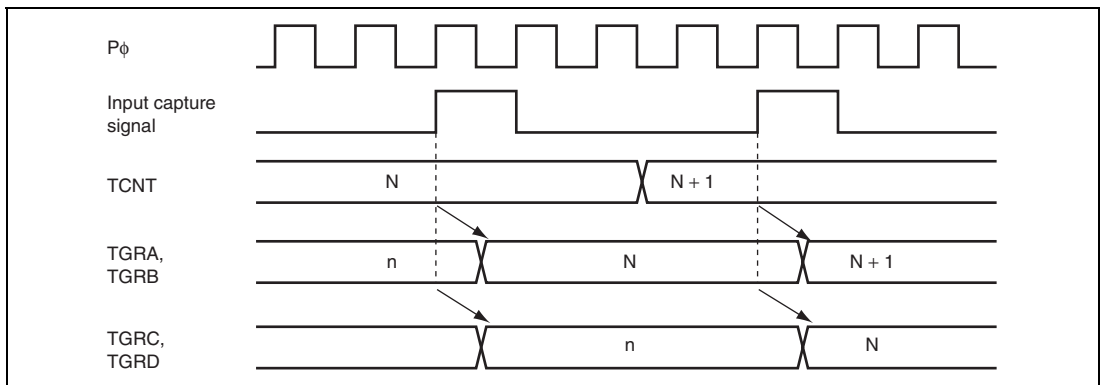 Pϕ
Input capture
signal
TCNT
N
N + 1
TGRA,
TGRB
n
N
N + 1
TGRC,
TGRD
n
N